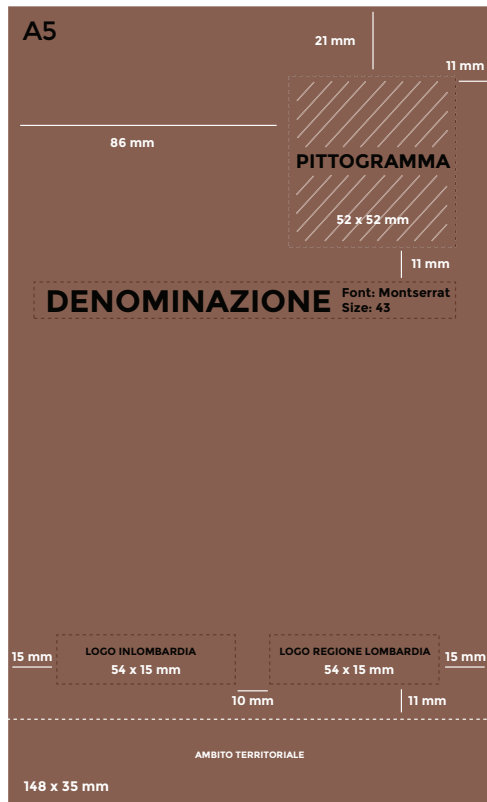 A5
21 mm
11 mm
86 mm
PITTOGRAMMA
52 x 52 mm
11 mm
DENOMINAZIONE
Font: Montserrat
Size: 43
LOGO INLOMBARDIA
54 x 15 mm
LOGO REGIONE LOMBARDIA
54 x 15 mm
15 mm
15 mm
10 mm
11 mm
AMBITO TERRITORIALE
148 x 35 mm